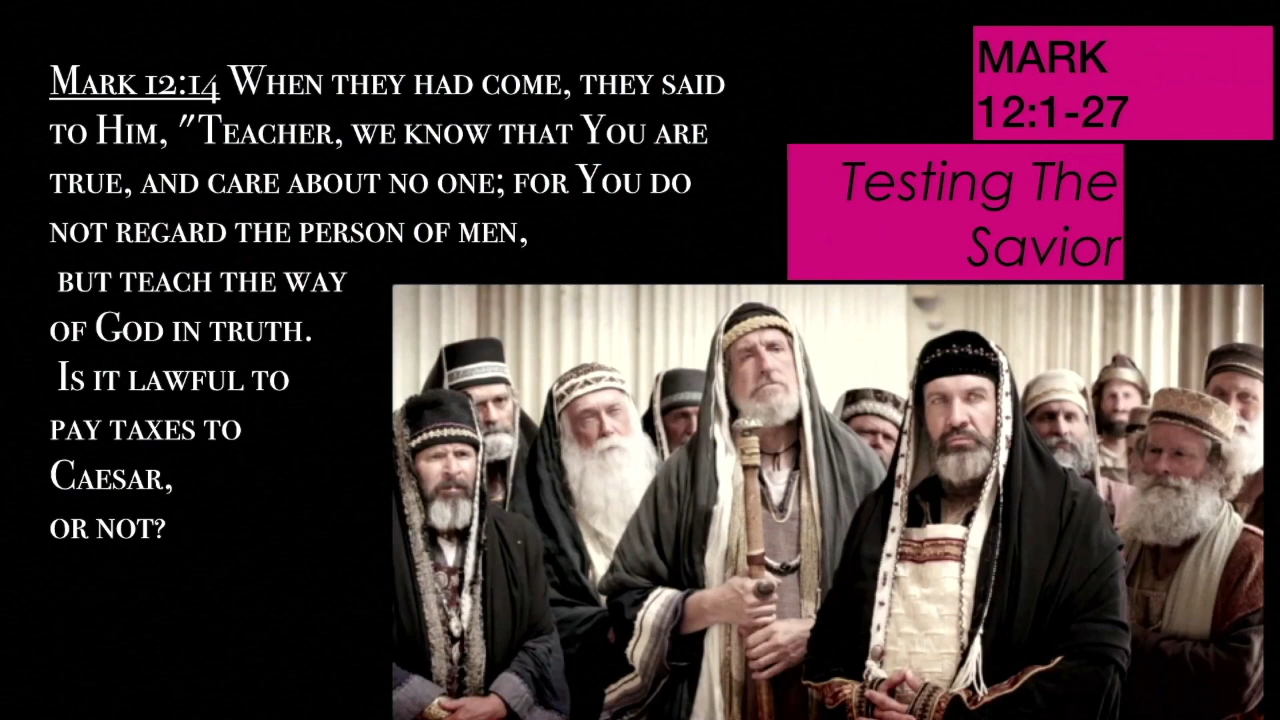 Mark 12:14 When they had come, they said
to Him, "Teacher, we know that You are
true, and care about no one; for You do
not regard the person of men,
but teach the way
of God in truth.
Is it lawful to
pay taxes to
Caesar,
or not?
MARK
12:1-27
Testing The
Savior